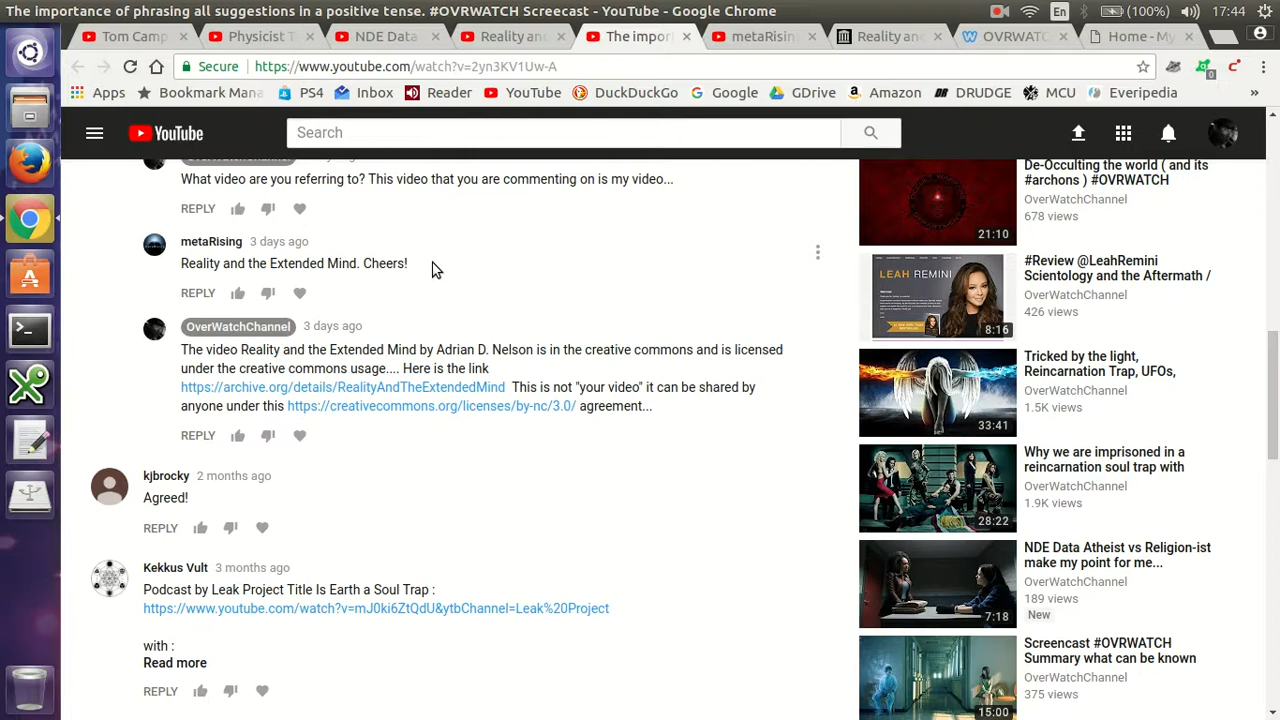 The importance of phrasing all suggestions in a positive tense. #OVRWATCH Screecast - YouTube - Google Chrome
En
(100%)
17:44
Tom Camp
Physicist T
NDE Data
Reality and
The impor
metaRisin
Reality and
OVRWATC
Home - My
Secure
https://www.youtube.com/watch?v=2yn3KV1Uw-A
0
Apps
Bookmark Mana
PS4
Inbox
Reader
YouTube
DuckDuckGo
Google
GDrive
Amazon
DRUDGE
MCU
Everipedia
»
YouTube
Search
What video are you referring to? This video that you are commenting on is my video...
REPLY
metaRising 3 days ago
Reality and the Extended Mind. Cheers!
REPLY
OverWatchChannel 3 days ago
The video Reality and the Extended Mind by Adrian D. Nelson is in the creative commons and is licensed
under the creative commons usage.... Here is the link
https://archive.org/details/RealityAndTheExtendedMind This is not "your video" it can be shared by
anyone under this https://creativecommons.org/licenses/by-nc/3.0/ agreement...
REPLY
kjbrocky 2 months ago
Agreed!
REPLY
Kekkus Vult 3 months ago
Podcast by Leak Project Title Is Earth a Soul Trap :
https://www.youtube.com/watch?v=mJ0ki6ZtQdU&ytbChannel=Leak%20Project
with :
Read more
REPLY
De-Occulting the world ( and its
#archons ) #OVRWATCH
OverWatchChannel
678 views
21:10
#Review @LeahRemini
Scientology and the Aftermath /
OverWatchChannel
426 views
LEAH REMINI
8:16
Tricked by the light,
Reincarnation Trap, UFOs,
OverWatchChannel
1.5K views
33:41
Why we are imprisoned in a
reincarnation soul trap with
OverWatchChannel
1.9K views
28:22
NDE Data Atheist vs Religion-ist
make my point for me...
OverWatchChannel
189 views
New
7:18
Screencast #OVRWATCH
Summary what can be known
OverWatchChannel
375 views
15:00